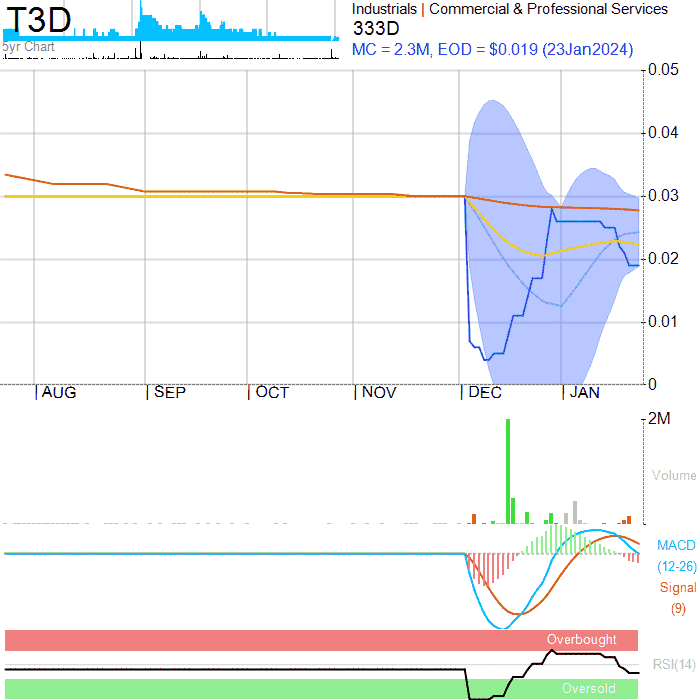 T3D
5yr Chart
Industrials | Commercial & Professional Services
333D
MC = 2.3M, EOD = $0.019 (23Jan2024)
0.05
0.04
0.03
0.02
0.01
0
AUG
SEP
OCT
NOV
DEC
JAN
2M
Volume
MACD
(12-26)
Signal
(9)
Overbought
RSI(14)
Oversold